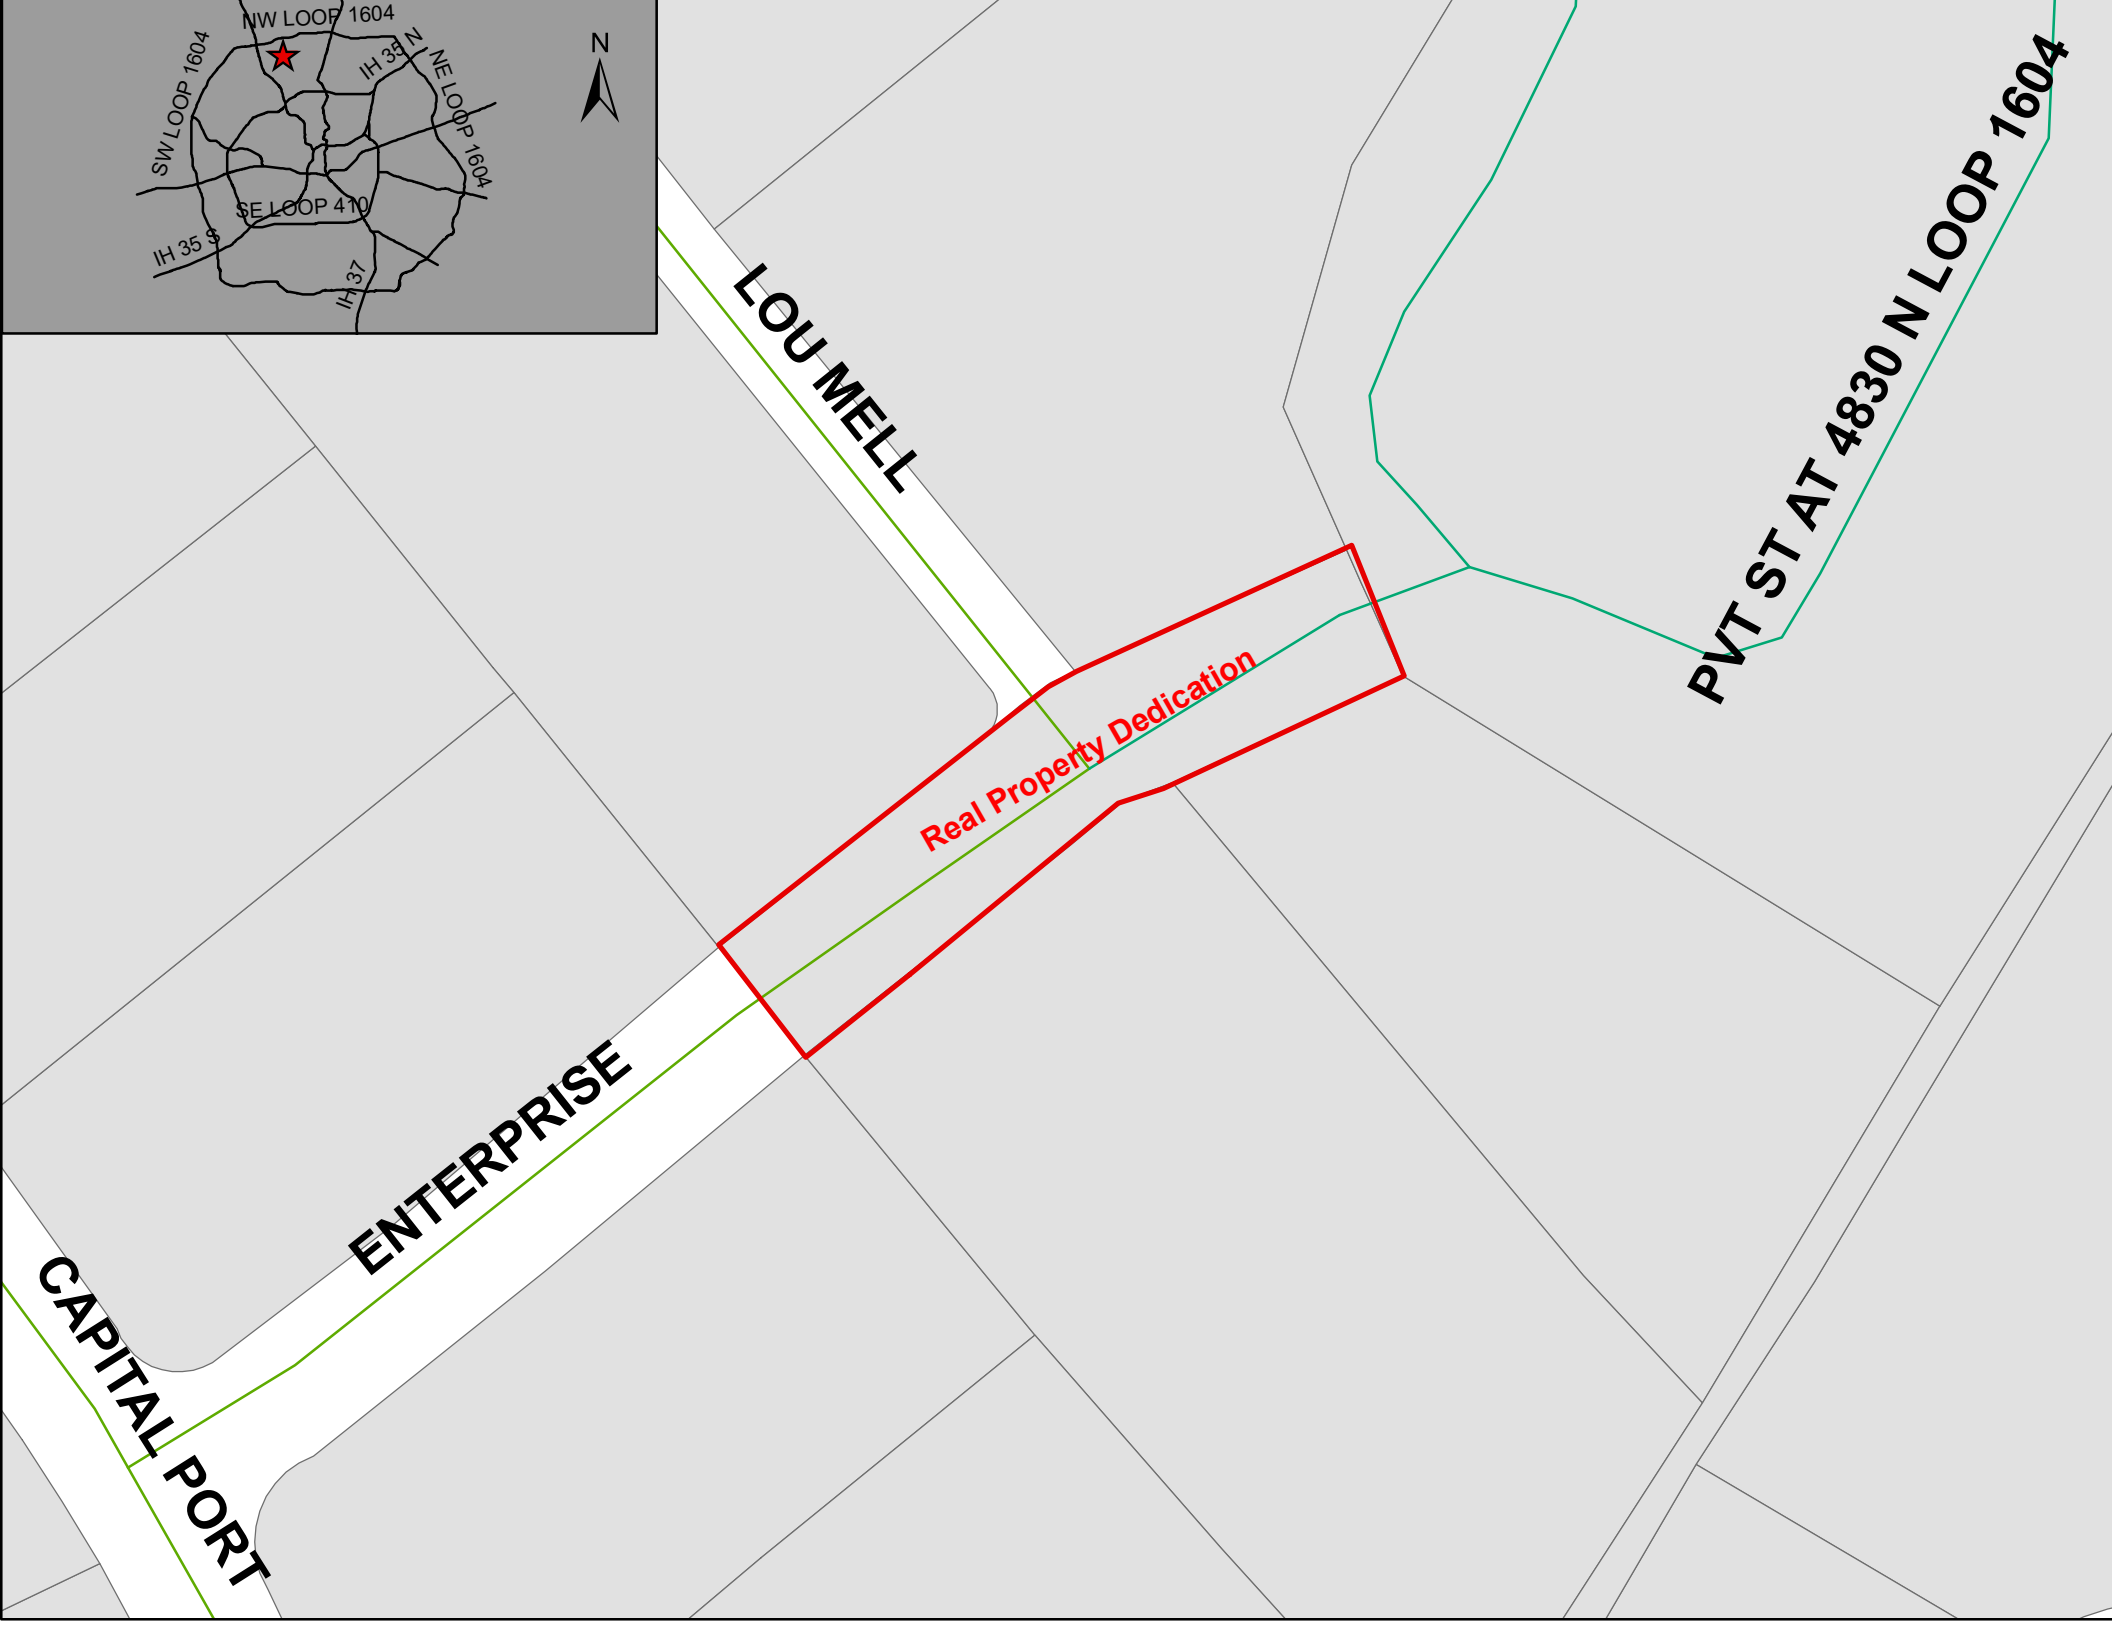 NW LOOP 1604
SW LOOP 1604
IH 35 N
NE LOOP 1604
N
SE LOOP 410
IH 35 S
IH 37
LOU MELL
PVT ST AT 4830 N LOOP 1604
Real Property Dedication
ENTERPRISE
CAPITAL PORT